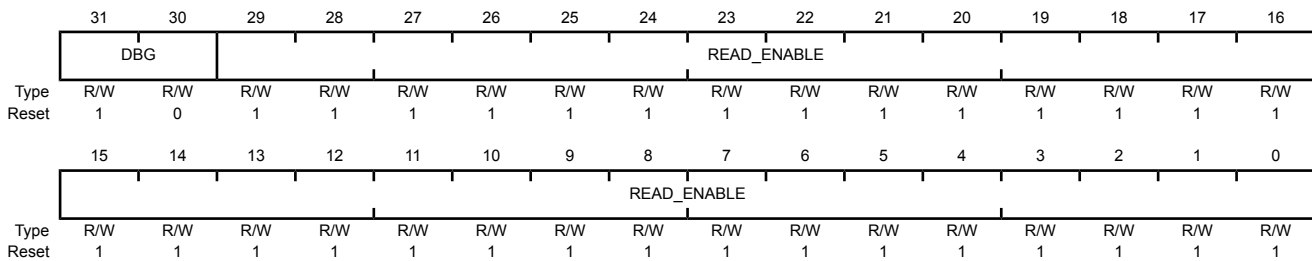 31 30 29 28 27 26 25 24 23 22 21 20 19 18 17 16
DBG READ_ENABLE
Type R/W R/W R/W R/W R/W R/W R/W R/W R/W R/W R/W R/W R/W R/W R/W R/W
Reset 1 0 1 1 1 1 1 1 1 1 1 1 1 1 1 1
15 14 13 12 11 10 9 8 7 6 5 4 3 2 1 0
READ_ENABLE
Type R/W R/W R/W R/W R/W R/W R/W R/W R/W R/W R/W R/W R/W R/W R/W R/W
Reset 1 1 1 1 1 1 1 1 1 1 1 1 1 1 1 1